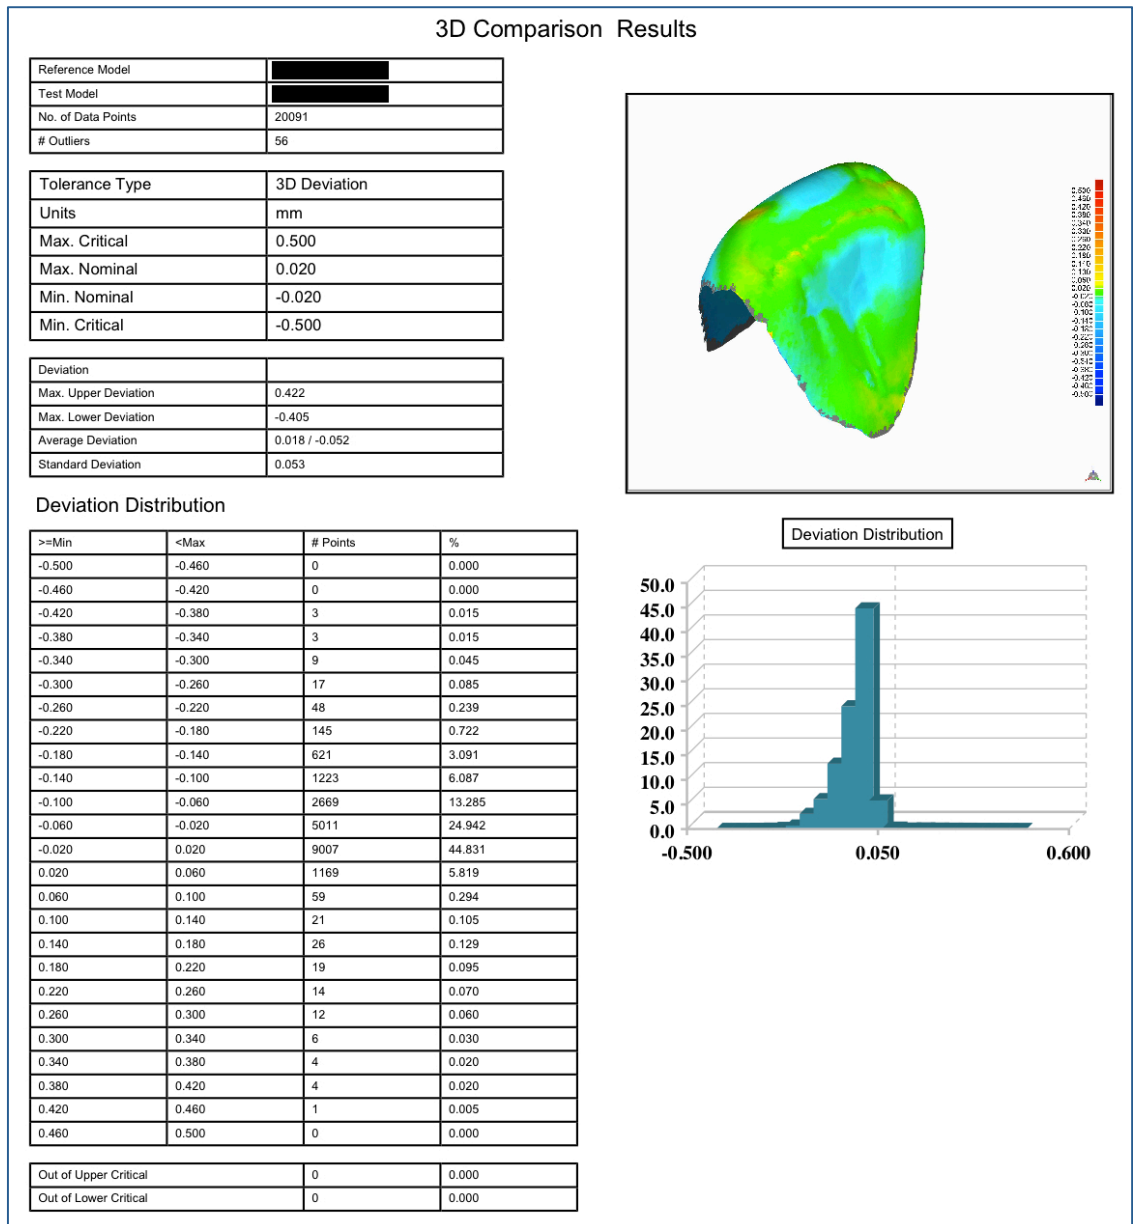 3D Comparison  Results
Reference Model
Test Model
No. of Data Points 20091
# Outliers 56
Tolerance Type 3D Deviation
Units mm
Max. Critical 0.500
Max. Nominal 0.020
Min. Nominal -0.020
Min. Critical -0.500
Deviation
Max. Upper Deviation 0.422
Max. Lower Deviation -0.405
Average Deviation 0.018 / -0.052
Standard Deviation 0.053
Deviation Distribution
>=Min <Max # Points %
-0.500 -0.460 0 0.000
-0.460 -0.420 0 0.000
-0.420 -0.380 3 0.015
-0.380 -0.340 3 0.015
-0.340 -0.300 9 0.045
-0.300 -0.260 17 0.085
-0.260 -0.220 48 0.239
-0.220 -0.180 145 0.722
-0.180 -0.140 621 3.091
-0.140 -0.100 1223 6.087
-0.100 -0.060 2669 13.285
-0.060 -0.020 5011 24.942
-0.020 0.020 9007 44.831
0.020 0.060 1169 5.819
0.060 0.100 59 0.294
0.100 0.140 21 0.105
0.140 0.180 26 0.129
0.180 0.220 19 0.095
0.220 0.260 14 0.070
0.260 0.300 12 0.060
0.300 0.340 6 0.030
0.340 0.380 4 0.020
0.380 0.420 4 0.020
0.420 0.460 1 0.005
0.460 0.500 0 0.000
Out of Upper Critical 0 0.000
Out of Lower Critical 0 0.000
Deviation Distribution
50.0
45.0
40.0
35.0
30.0
25.0
20.0
15.0
10.0
5.0
0.0
-0.500 0.050 0.600